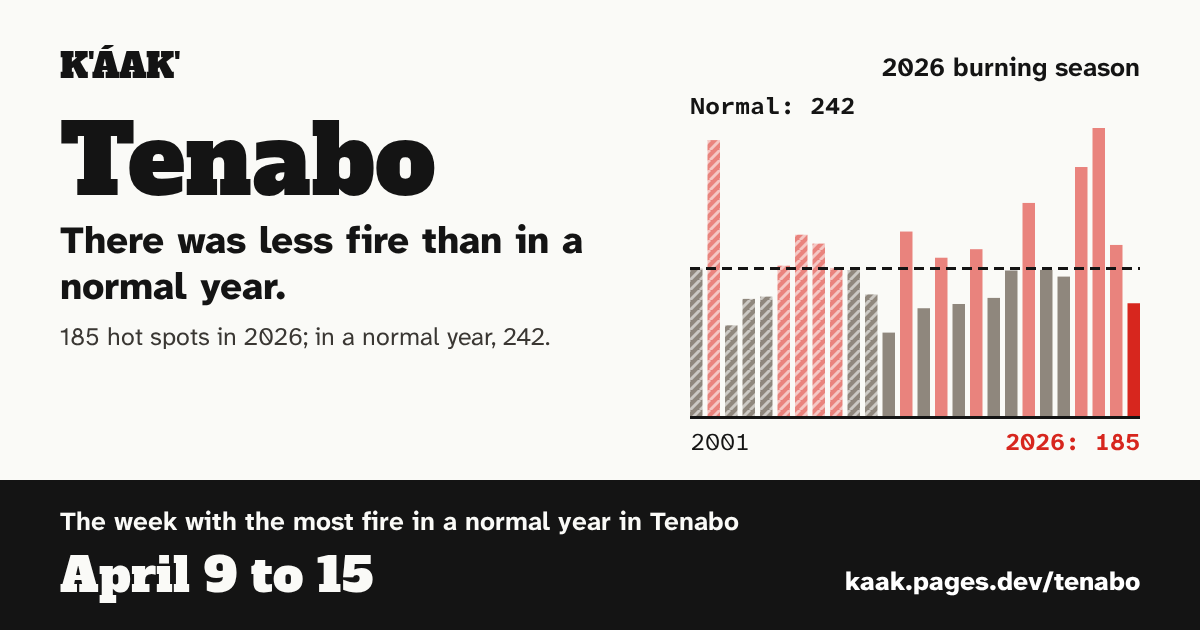 K'ÁAK'
2026 burning season
Normal: 242
Tenabo
There was less fire than in a
normal year.
185 hot spots in 2026; in a normal year, 242.
2001
2026: 185
The week with the most fire in a normal year in Tenabo
April 9 to 15
kaak.pages.dev/tenabo